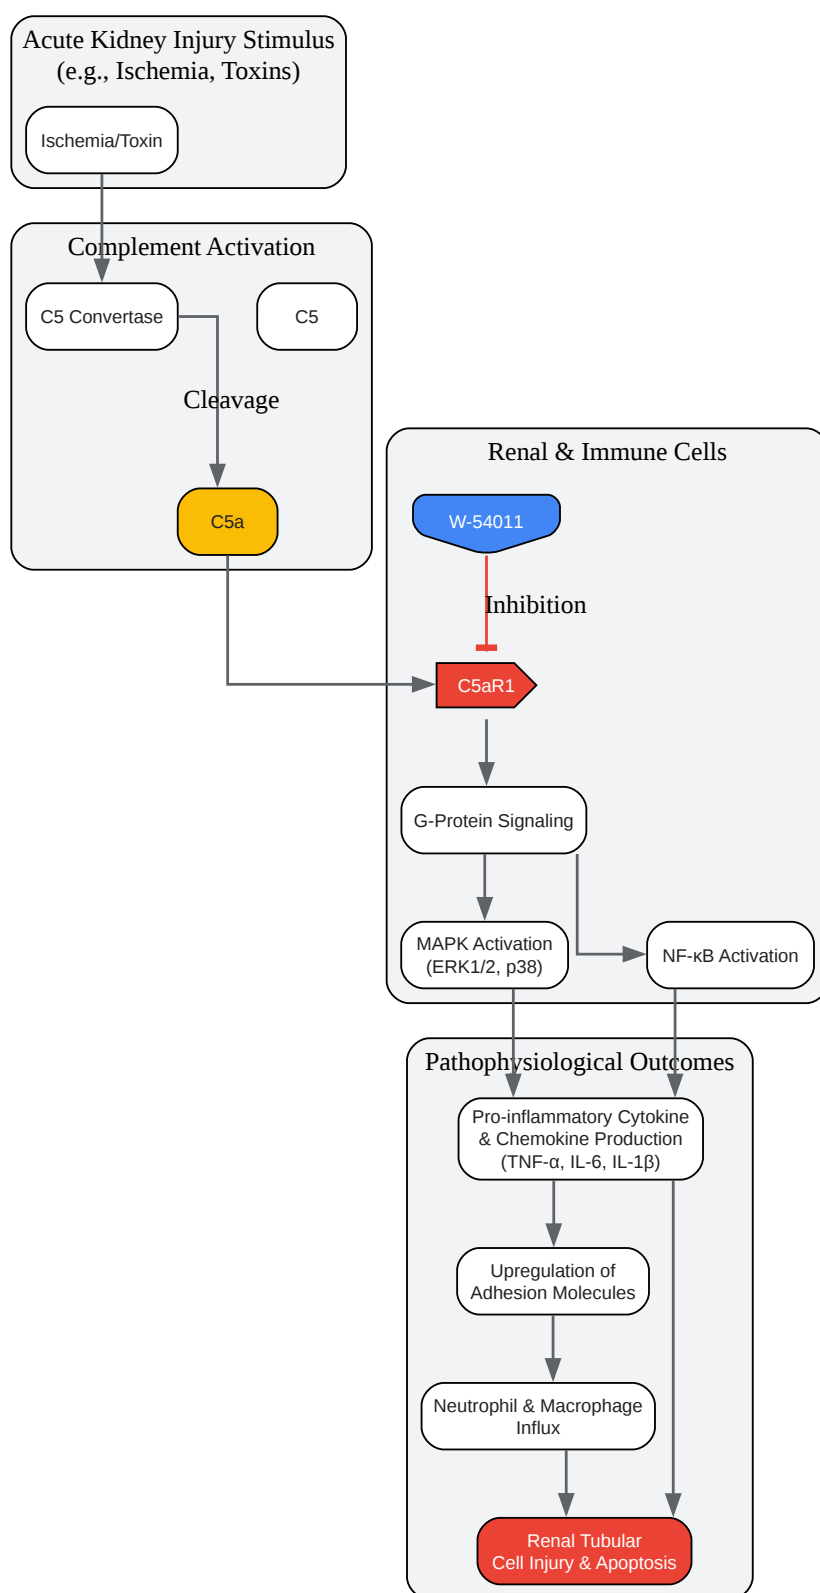 Acute Kidney Injury Stimulus
(e.g., Ischemia, Toxins)
Ischemia/Toxin
Complement Activation
C5 Convertase
C5
Cleavage
C5a
Renal & Immune Cells
W-54011
Inhibition
C5aR1
G-Protein Signaling
MAPK Activation
(ERK1/2, p38)
NF-κB Activation
Pathophysiological Outcomes
Pro-inflammatory Cytokine
& Chemokine Production
(TNF-α, IL-6, IL-1β)
Upregulation of
Adhesion Molecules
Neutrophil & Macrophage
Influx
Renal Tubular
Cell Injury & Apoptosis